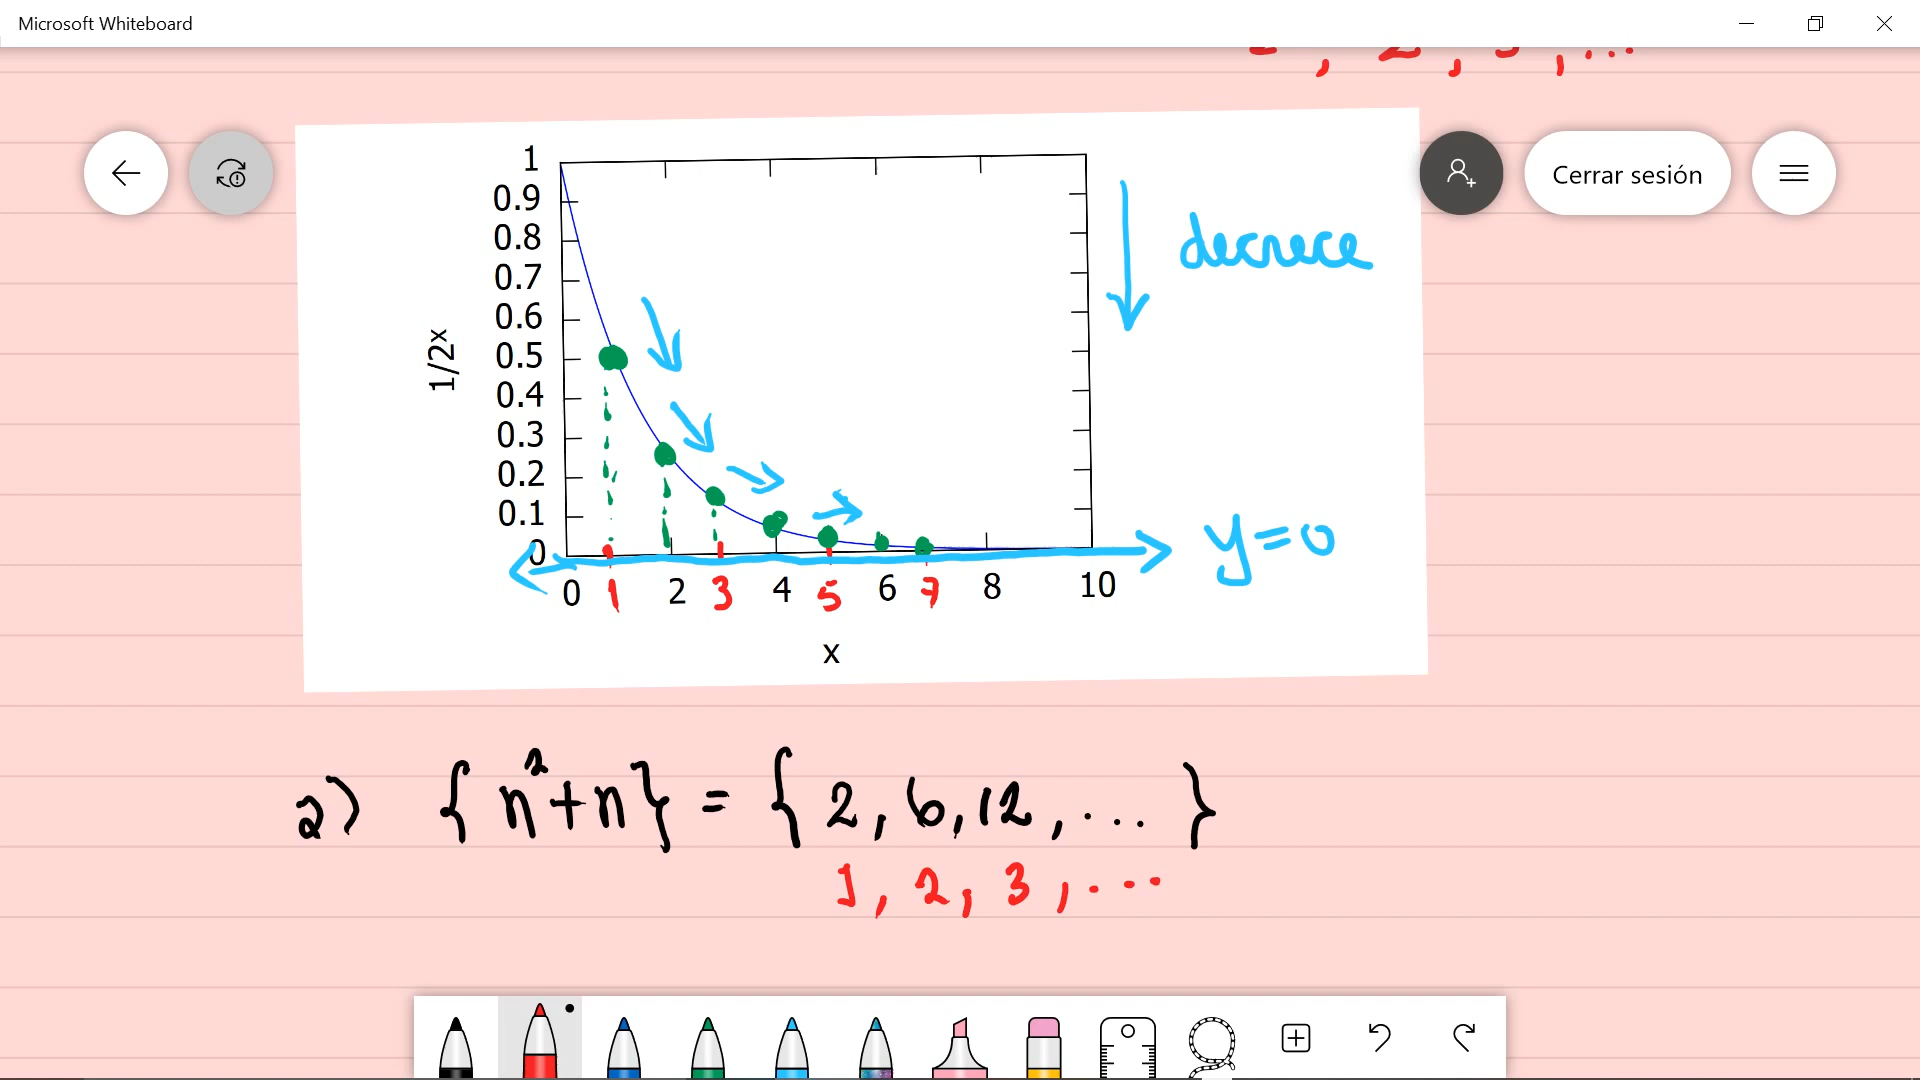 Microsoft Whiteboard
, 2, 3, ...
Cerrar sesión
1
0.9
0.8
0.7
0.6
0.5
0.4
0.3
0.2
0.1
0
1/2x
decrece
y=0
0 1 2 3 4 5 6 7 8 10
x
2) { n²+n} = { 2, 6, 12, ... }
1, 2, 3, ...